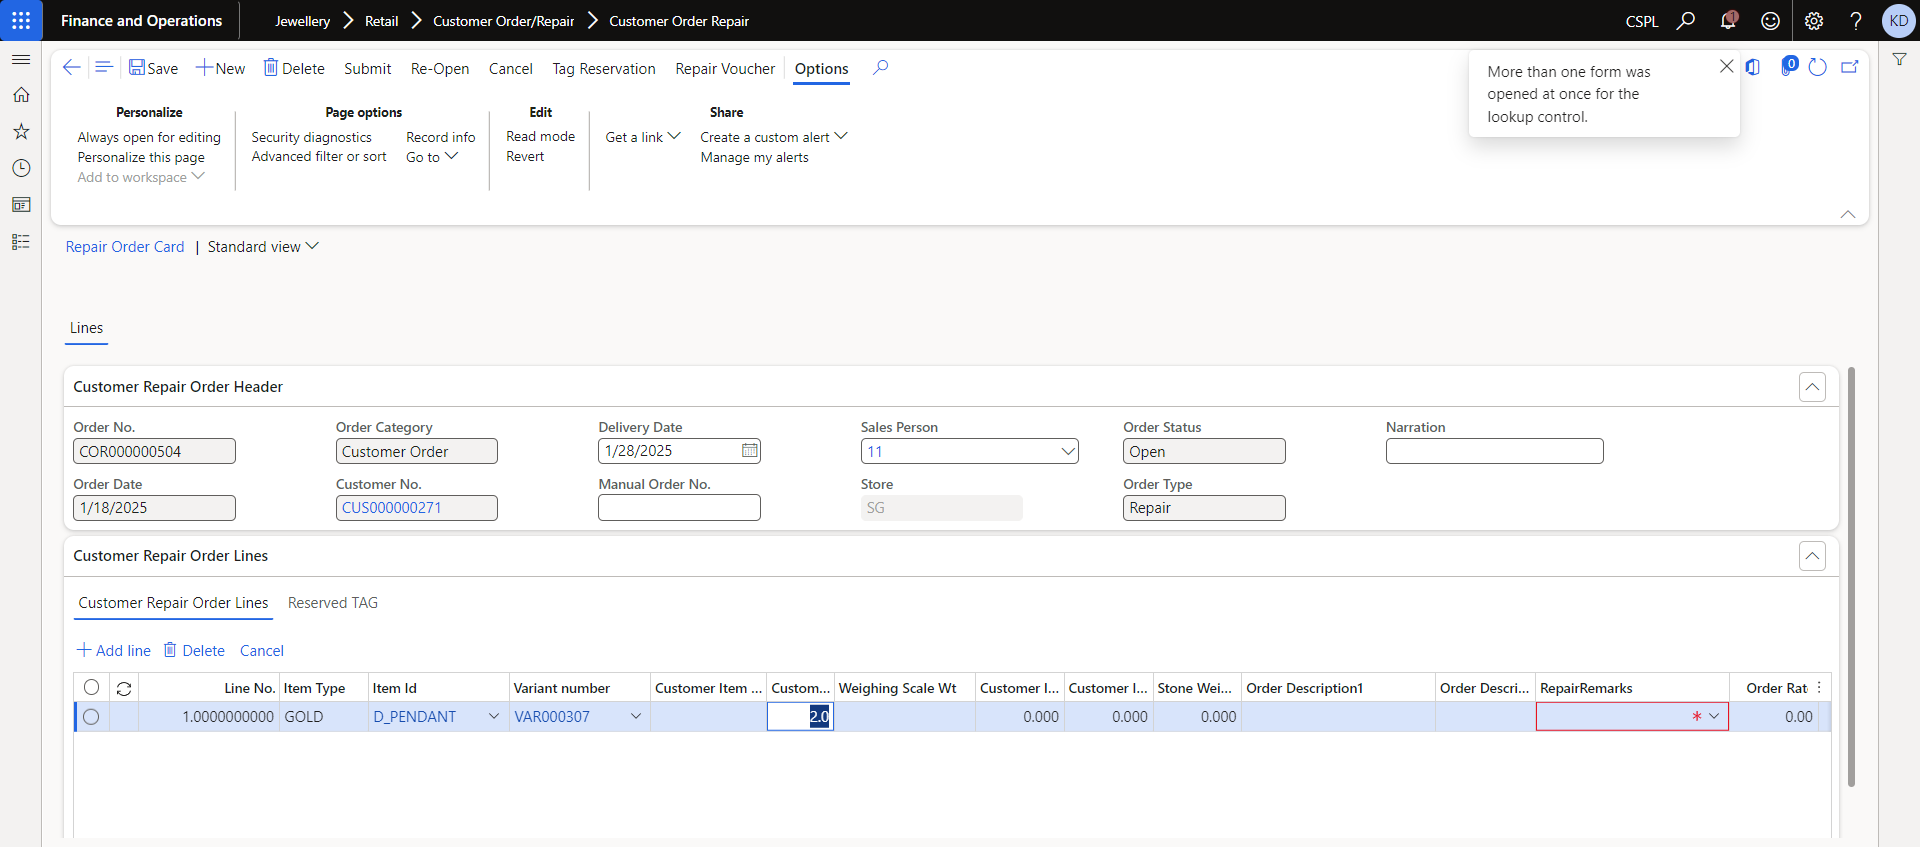 Finance and Operations
Jewellery Retail Customer Order/Repair Customer Order Repair
CSPL
1
?
KD
Save New Delete Submit Re-Open Cancel Tag Reservation Repair Voucher Options
0
More than one form was
opened at once for the
lookup control.
Personalize
Always open for editing
Personalize this page
Add to workspace
Page options
Security diagnostics
Advanced filter or sort
Record info
Go to
Edit
Read mode
Revert
Share
Get a link
Create a custom alert
Manage my alerts
Repair Order Card | Standard view
Lines
Customer Repair Order Header
Order No. Order Category Delivery Date Sales Person Order Status Narration
COR000000504 Customer Order 1/28/2025 11 Open
Order Date Customer No. Manual Order No. Store Order Type
1/18/2025 CUS000000271 SG Repair
Customer Repair Order Lines
Customer Repair Order Lines Reserved TAG
Add line Delete Cancel
Line No. Item Type Item Id Variant number Customer Item ... Custom... Weighing Scale Wt Customer I... Customer I... Stone Wei... Order Description1 Order Descri... RepairRemarks Order Rat
1.0000000000 GOLD D_PENDANT VAR000307 2.0 0.000 0.000 0.000 * 0.00